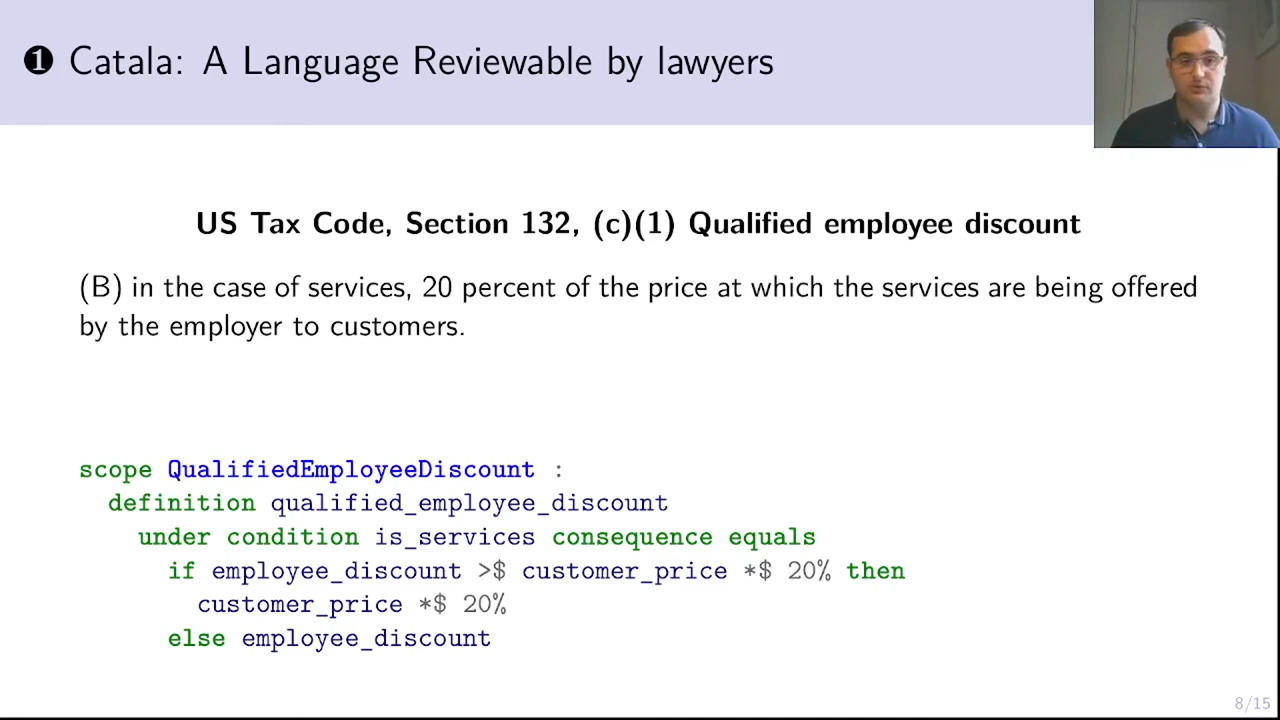 ❶ Catala: A Language Reviewable by lawyers
US Tax Code, Section 132, (c)(1) Qualified employee discount
(B) in the case of services, 20 percent of the price at which the services are being offered
by the employer to customers.
scope QualifiedEmployeeDiscount :
definition qualified_employee_discount
under condition is_services consequence equals
if employee_discount >$ customer_price *$ 20% then
customer_price *$ 20%
else employee_discount
8/15